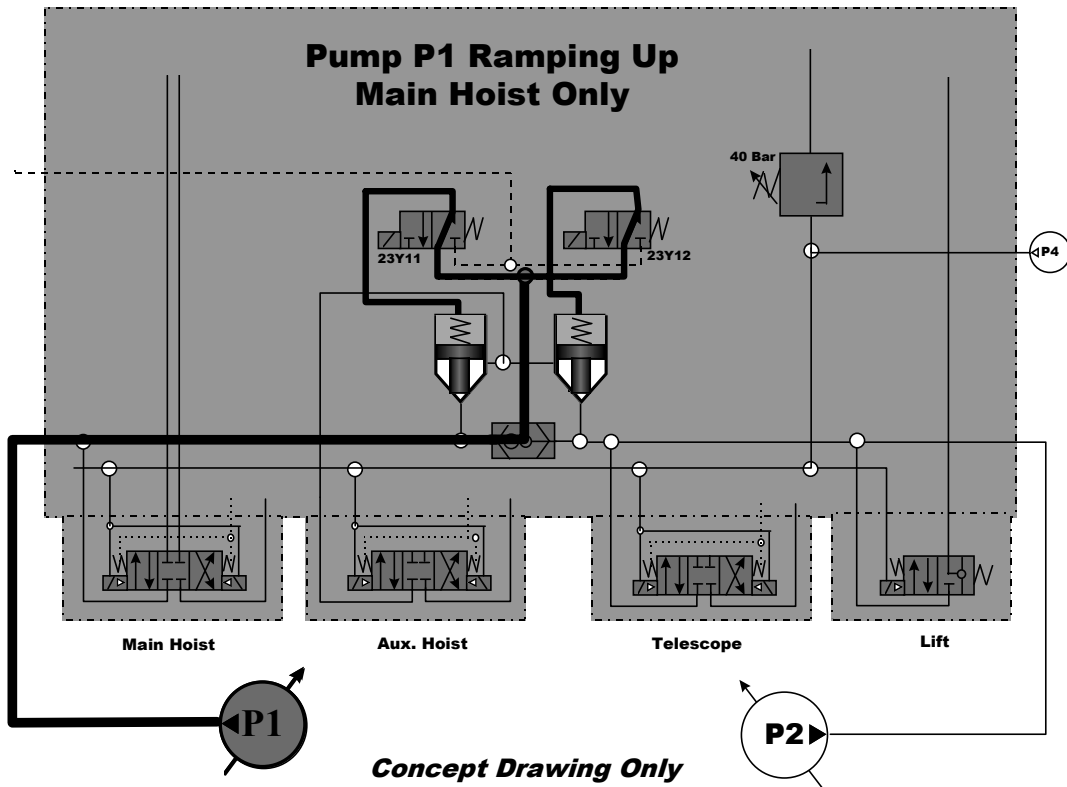 Pump P1 Ramping Up
Main Hoist Only
40 Bar
23Y11
23Y12
P4
Main Hoist
Aux. Hoist
Telescope
Lift
P1
P2
Concept Drawing Only